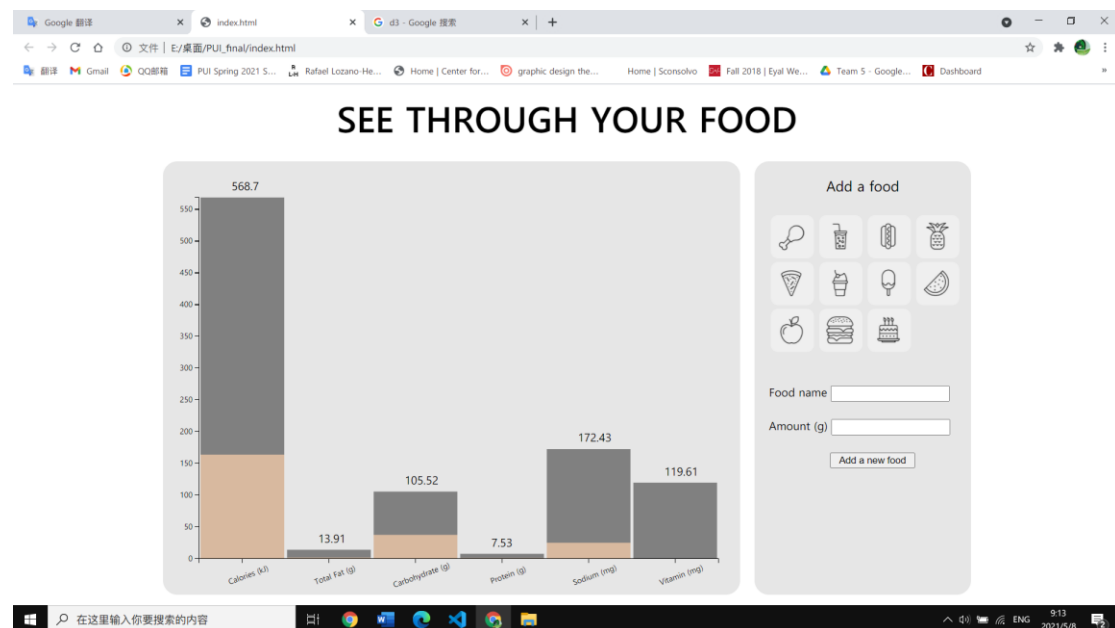 Google 翻译
index.html
d3 - Google 搜索
文件 | E:/桌面/PUI_final/index.html
翻译
Gmail
QQ邮箱
PUI Spring 2021 S...
Rafael Lozano-He...
Home | Center for...
graphic design the...
Home | Sconsolvo
Fall 2018 | Eyal We...
Team 5 - Google...
Dashboard
SEE THROUGH YOUR FOOD
568.7
550
500
450
400
350
300
250
200
150
100
50
0
13.91
105.52
7.53
172.43
119.61
Calories (kJ)
Total Fat (g)
Carbohydrate (g)
Protein (g)
Sodium (mg)
Vitamin (mg)
Add a food
Food name
Amount (g)
Add a new food
在这里输入你要搜索的内容
ENG
9:13
2021/5/8